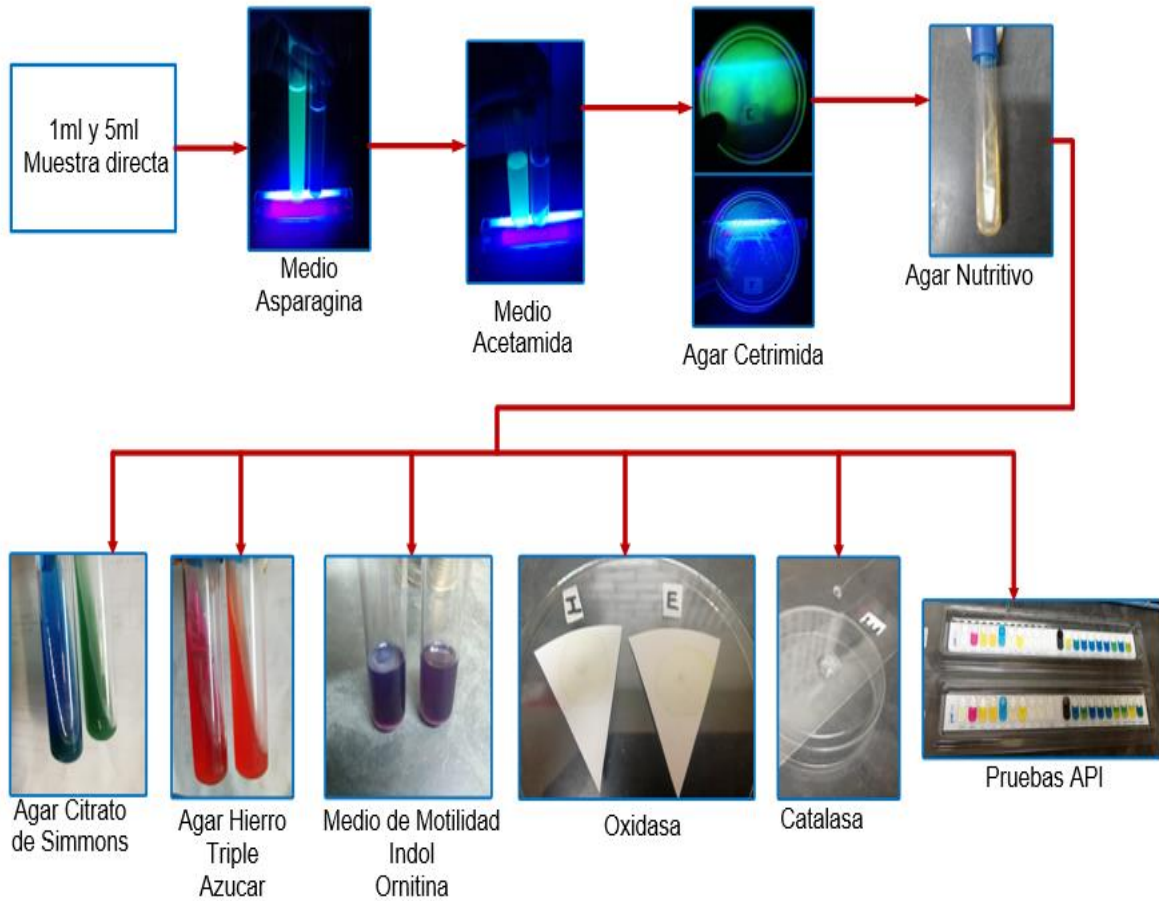 1ml y 5ml
Muestra directa
Medio
Asparagina
Medio
Acetamida
Agar Cetrimida
Agar Nutritivo
Agar Citrato
de Simmons
Agar Hierro
Triple
Azucar
Medio de Motilidad
Indol
Ornitina
I
E
Oxidasa
E
Catalasa
Pruebas API